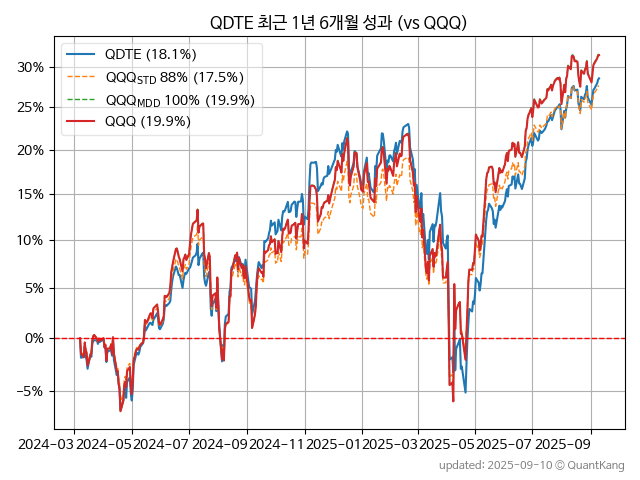 QDTE 최근 1년 6개월 성과 (vs QQQ)
QDTE (18.1%)
QQQSTD 88% (17.5%)
QQQMDD 100% (19.9%)
QQQ (19.9%)
30%
25%
20%
15%
10%
5%
0%
−5%
2024-03 2024-05 2024-07 2024-09 2024-11 2025-01 2025-03 2025-05 2025-07 2025-09
updated: 2025-09-10 © QuantKang